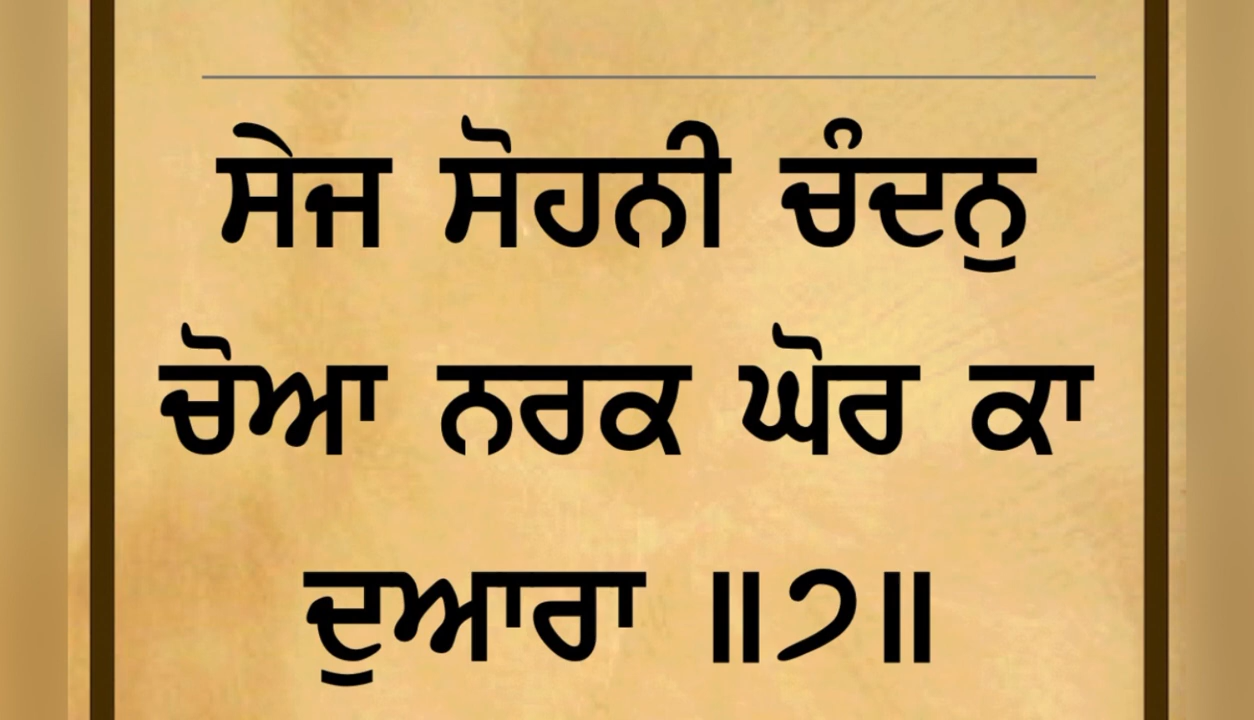 ਸੇਜ ਸੋਹਨੀ ਚੰਦਨੁ
ਚੋਆ ਨਰਕ ਘੋਰ ਕਾ
ਦੁਆਰਾ ॥੭॥